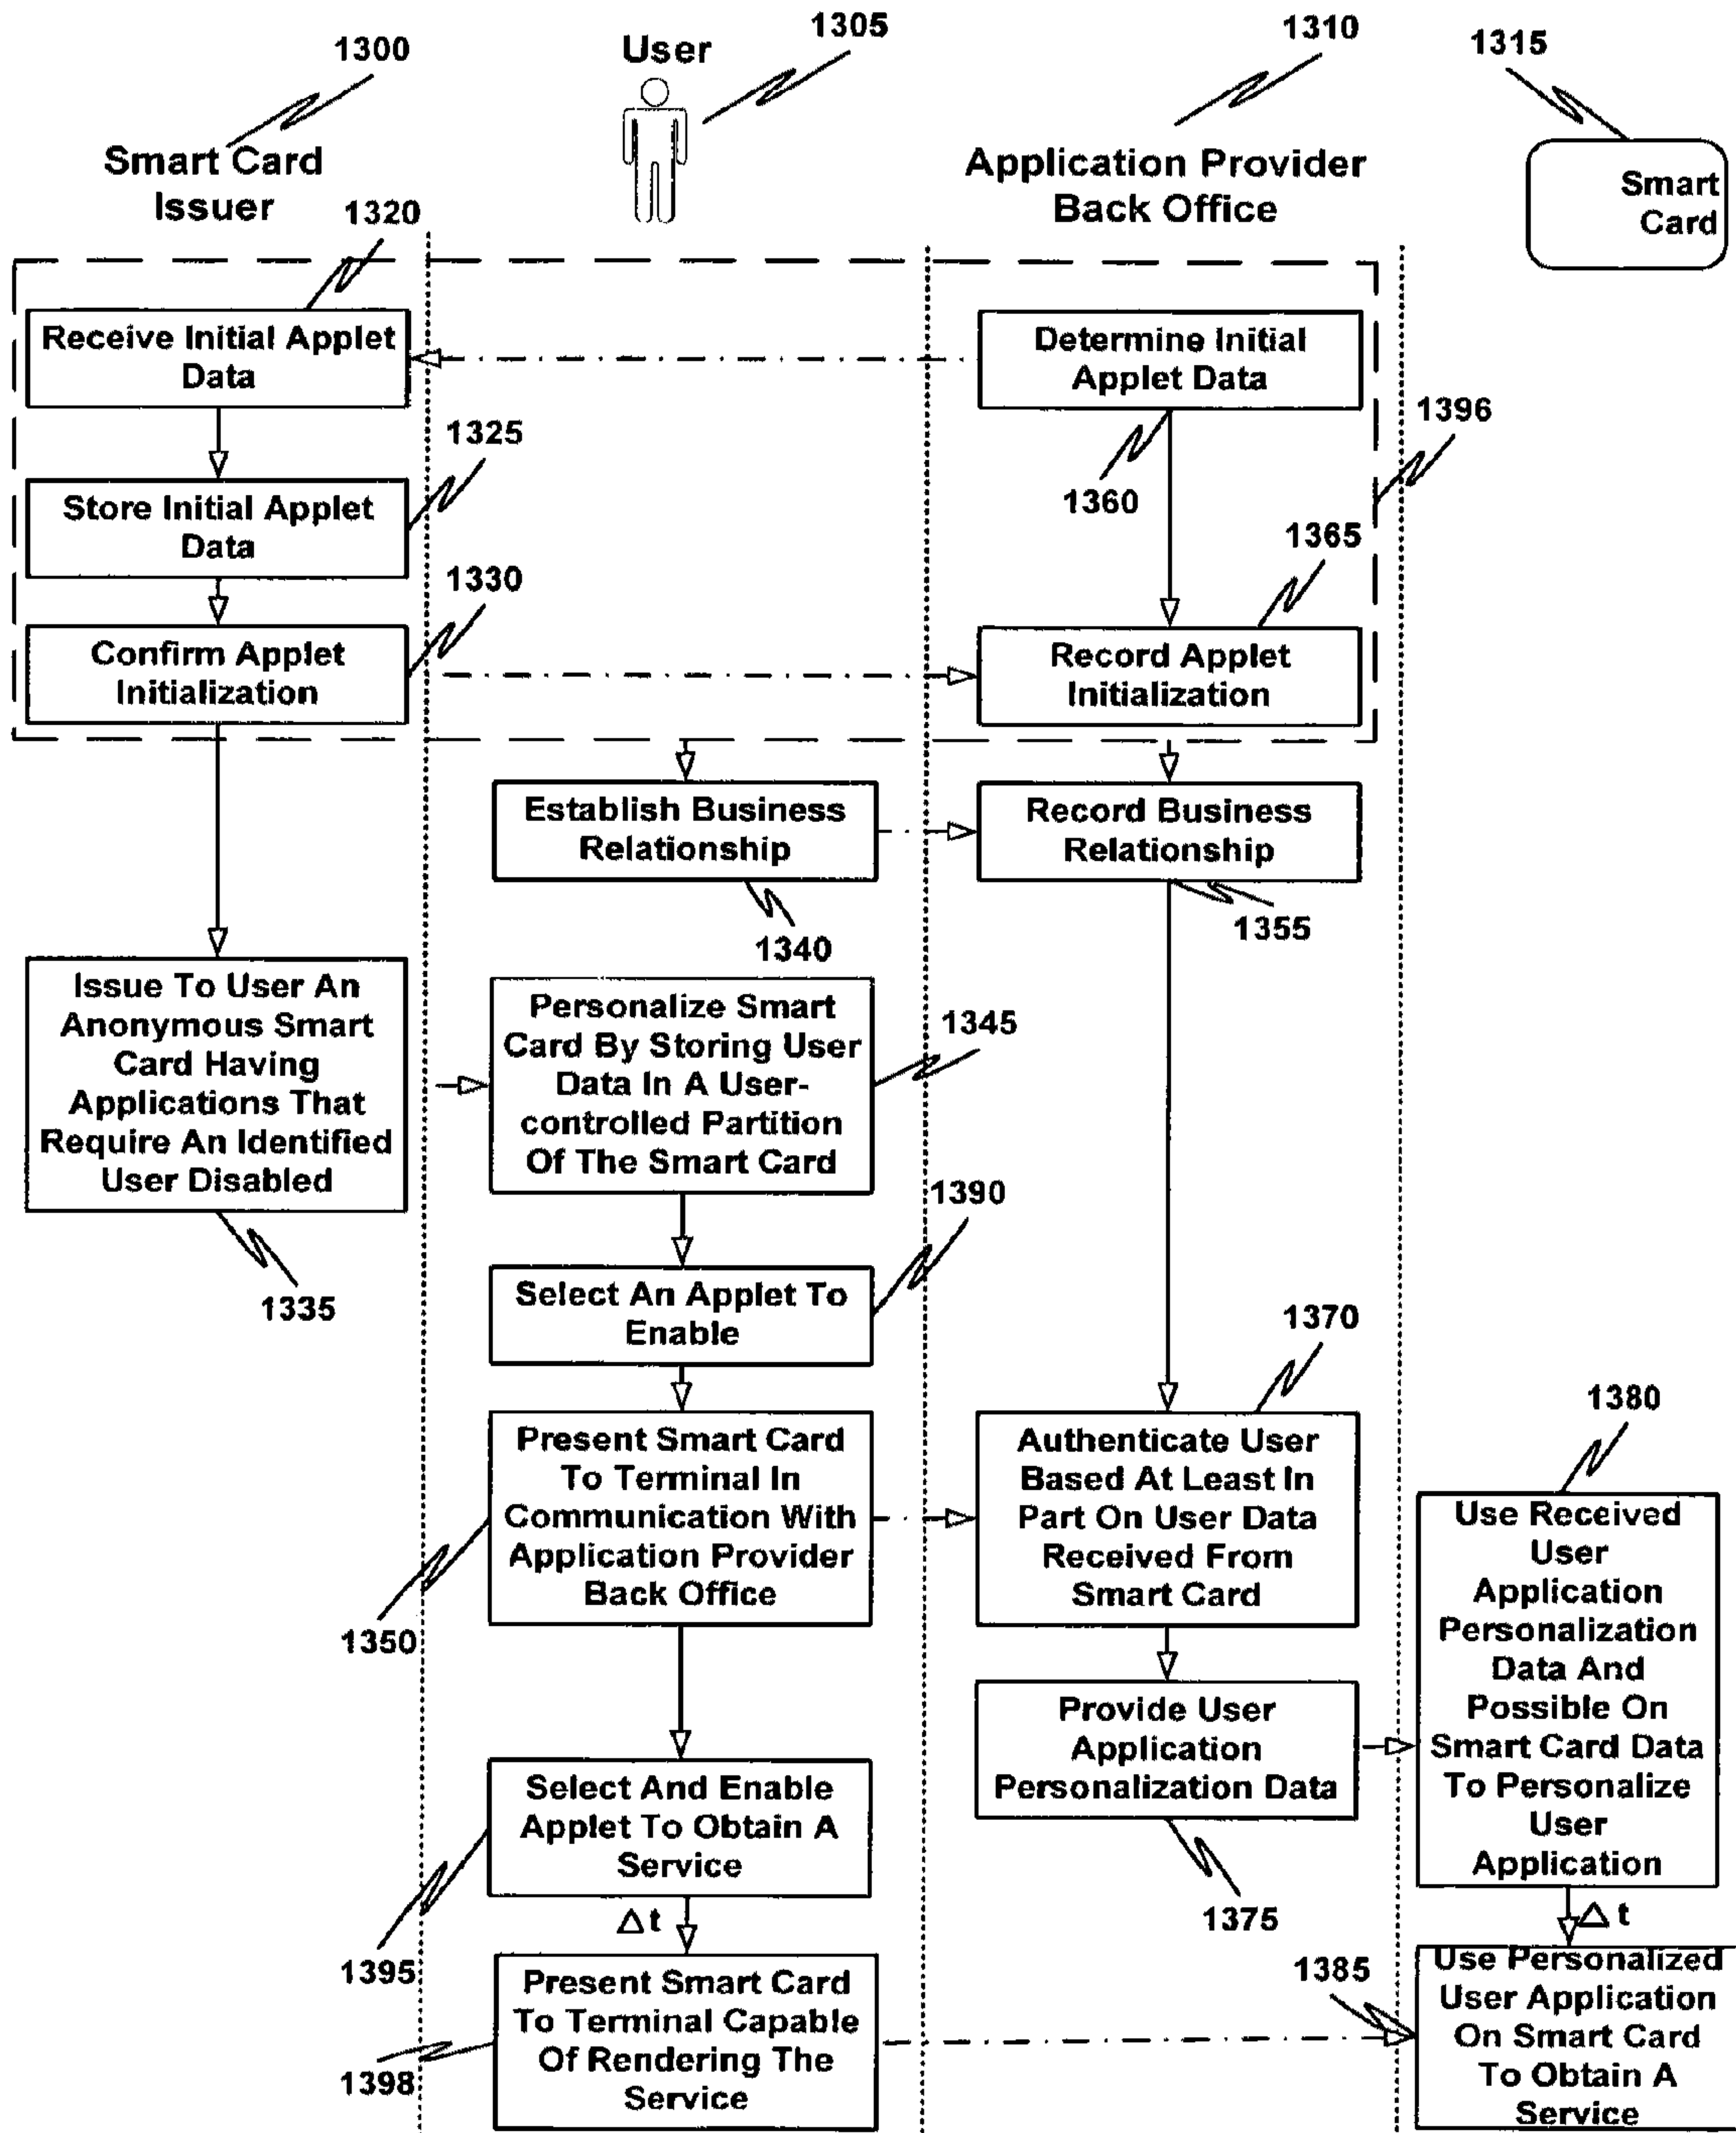 1300
User
1305
1310
1315
Smart Card
Issuer
Application Provider
Back Office
Smart
Card
1320
Receive Initial Applet
Data
Determine Initial
Applet Data
1396
1325
1360
Store Initial Applet
Data
1365
1330
Confirm Applet
Initialization
Record Applet
Initialization
Establish Business
Relationship
Record Business
Relationship
1340
1355
Issue To User An
Anonymous Smart
Card Having
Applications That
Require An Identified
User Disabled
1335
Personalize Smart
Card By Storing User
Data In A User-
controlled Partition
Of The Smart Card
1345
1390
Select An Applet To
Enable
1370
1380
Present Smart Card
To Terminal In
Communication With
Application Provider
Back Office
1350
Authenticate User
Based At Least In
Part On User Data
Received From
Smart Card
Use Received
User
Application
Personalization
Data And
Possible On
Smart Card Data
To Personalize
User
Application
Provide User
Application
Personalization Data
1375
Select And Enable
Applet To Obtain A
Service
1395
Δt
Δt
Present Smart Card
To Terminal Capable
Of Rendering The
Service
1398
1385
Use Personalized
User Application
On Smart Card
To Obtain A
Service